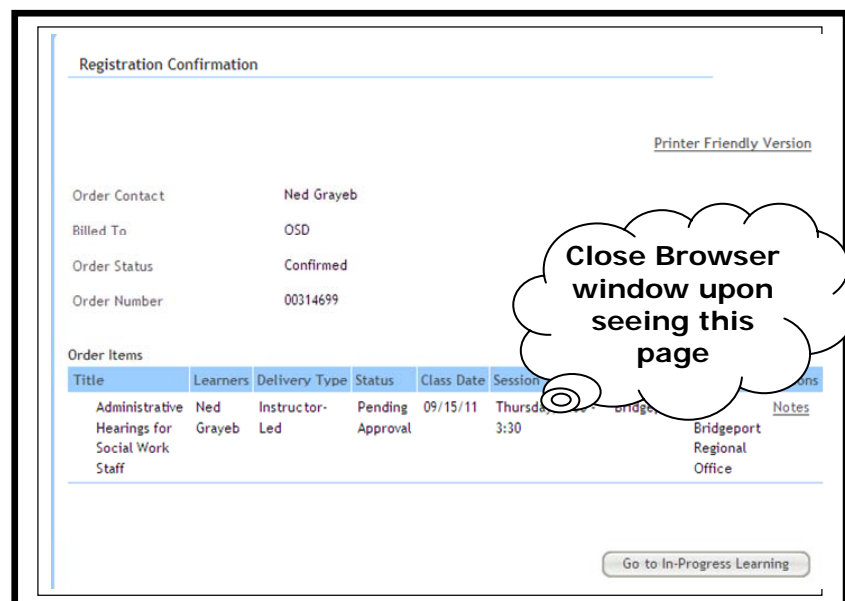 Registration Confirmation
Printer Friendly Version
Order Contact Ned Grayeb
Billed To OSD
Order Status Confirmed
Order Number 00314699
Close Browser
window upon
seeing this
page
Order Items
Title Learners Delivery Type Status Class Date Session
Administrative Ned Instructor- Pending 09/15/11 Notes
Hearings for Grayeb Led Approval 3:30 Bridgeport
Social Work Regional
Staff Office
Go to In-Progress Learning